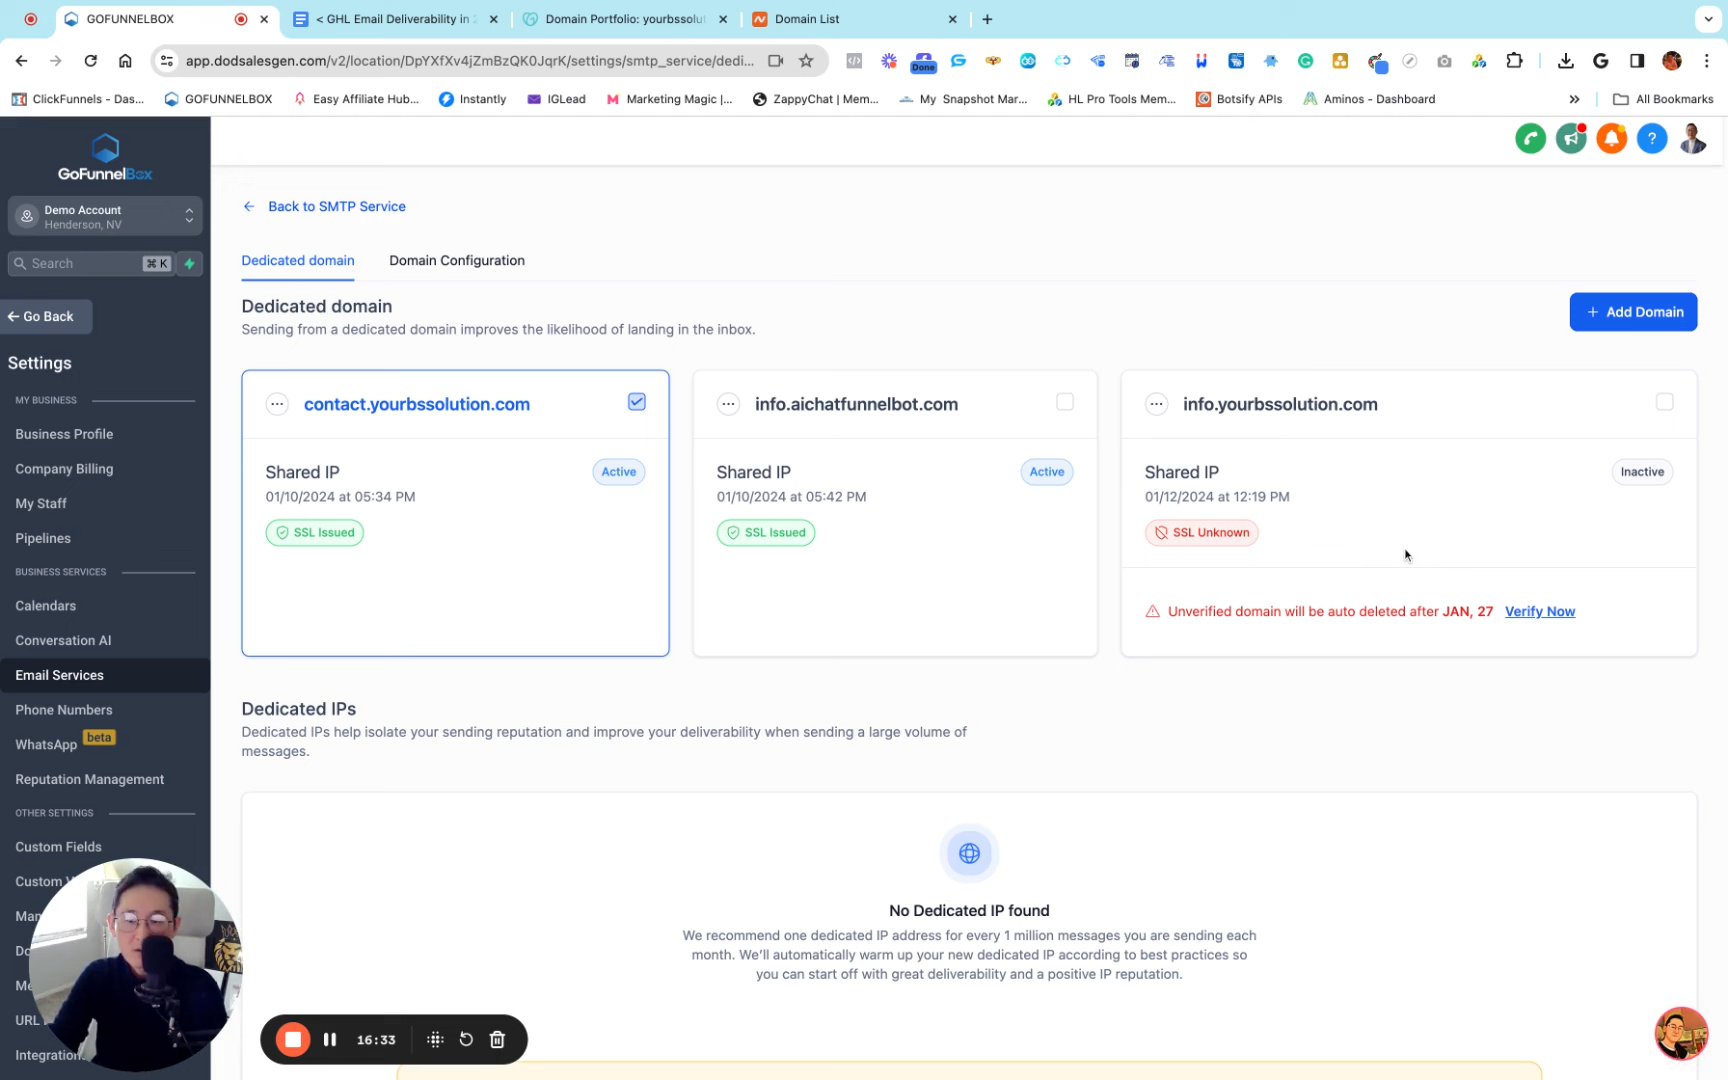 GOFUNNELBOX
< GHL Email Deliverability in 2
Domain Portfolio: yourbssolut
Domain List
app.dodsalesgen.com/v2/location/DpYXfXv4jZmBzQK0JqrK/settings/smtp_service/dedi...
Done
ClickFunnels - Das...
GOFUNNELBOX
Easy Affiliate Hub...
Instantly
IGLead
Marketing Magic |...
ZappyChat | Mem...
My Snapshot Mar...
HL Pro Tools Mem...
Botsify APIs
Aminos - Dashboard
All Bookmarks
GoFunnelBox
Demo Account
Henderson, NV
Search
⌘ K
Go Back
Settings
MY BUSINESS
Business Profile
Company Billing
My Staff
Pipelines
BUSINESS SERVICES
Calendars
Conversation AI
Email Services
Phone Numbers
WhatsApp beta
Reputation Management
OTHER SETTINGS
Custom Fields
Custom
Integration
Back to SMTP Service
Dedicated domain
Domain Configuration
Dedicated domain
Sending from a dedicated domain improves the likelihood of landing in the inbox.
+ Add Domain
contact.yourbssolution.com
Shared IP
Active
01/10/2024 at 05:34 PM
SSL Issued
info.aichatfunnelbot.com
Shared IP
Active
01/10/2024 at 05:42 PM
SSL Issued
info.yourbssolution.com
Shared IP
Inactive
01/12/2024 at 12:19 PM
SSL Unknown
Unverified domain will be auto deleted after JAN, 27 Verify Now
Dedicated IPs
Dedicated IPs help isolate your sending reputation and improve your deliverability when sending a large volume of
messages.
No Dedicated IP found
We recommend one dedicated IP address for every 1 million messages you are sending each
month. We'll automatically warm up your new dedicated IP according to best practices so
you can start off with great deliverability and a positive IP reputation.
16:33